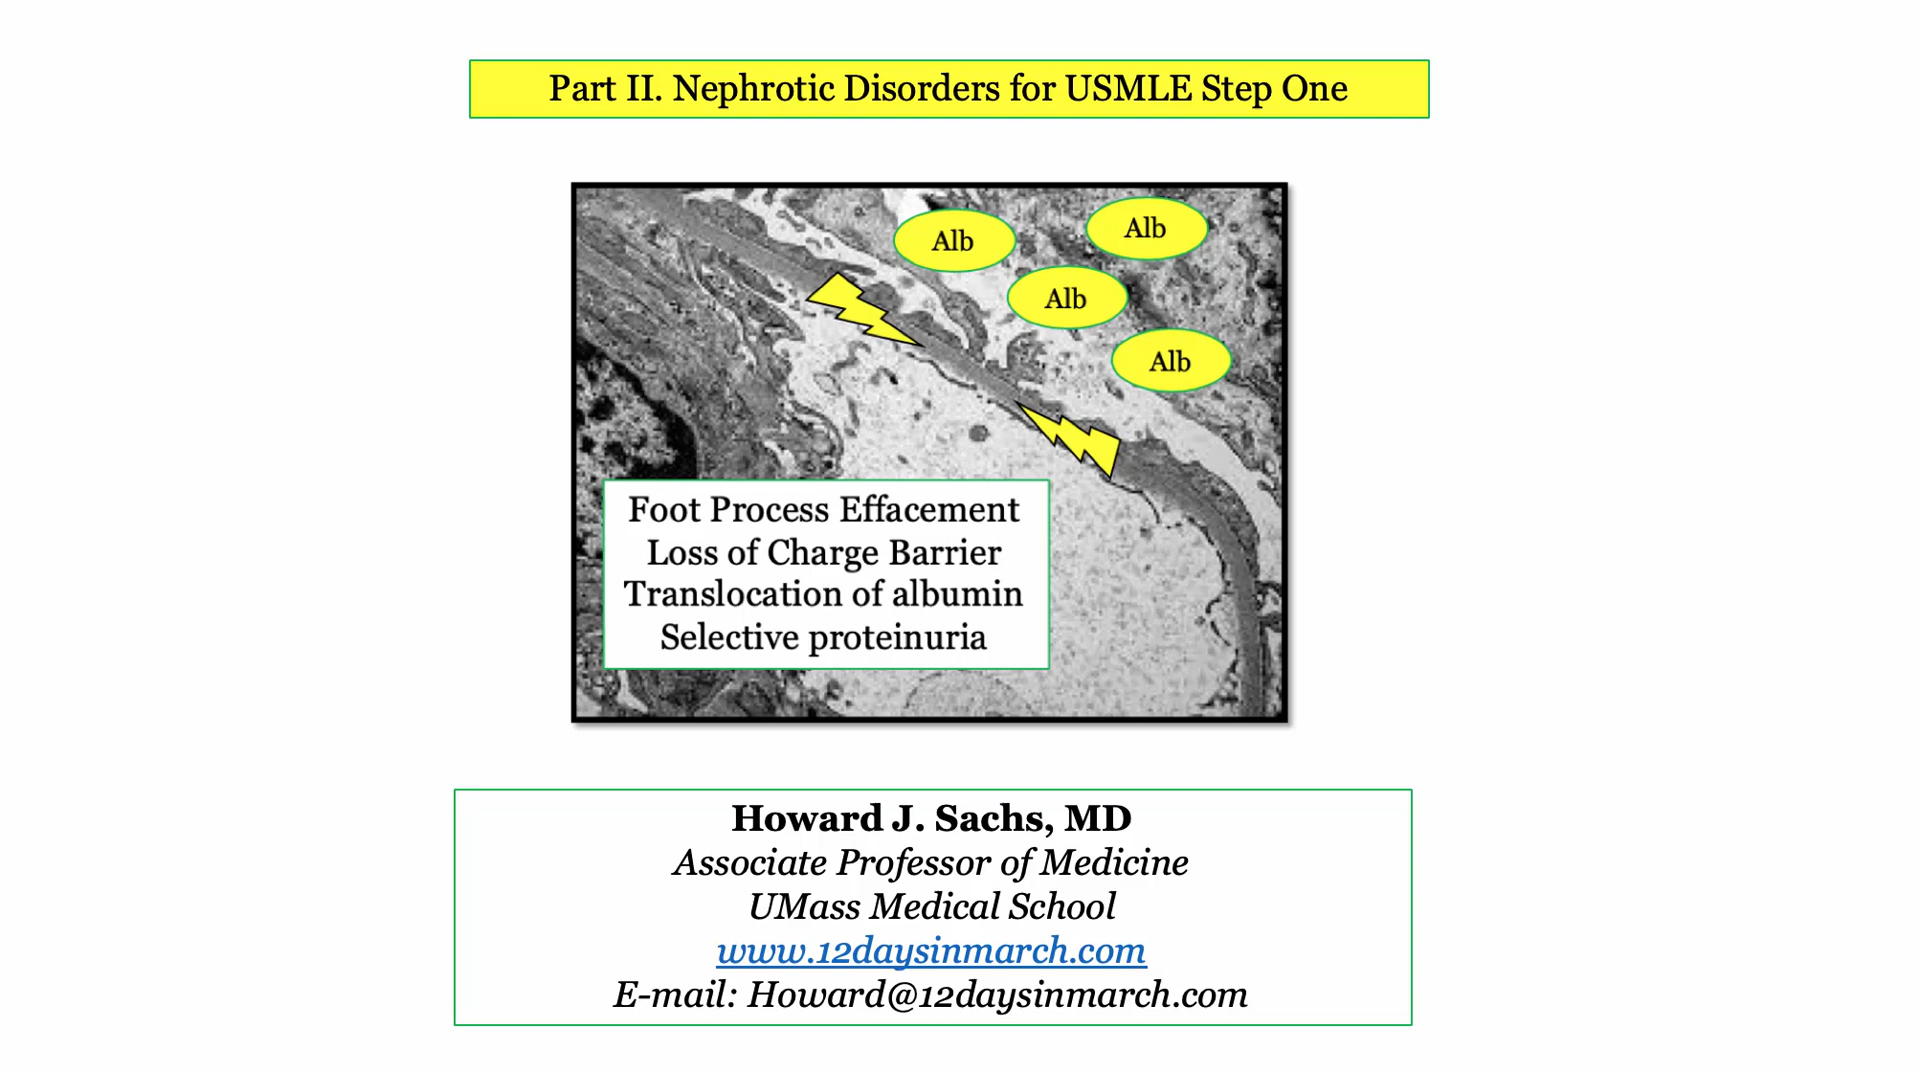 Part II. Nephrotic Disorders for USMLE Step One
Alb
Alb
Alb
Alb
Foot Process Effacement
Loss of Charge Barrier
Translocation of albumin
Selective proteinuria
Howard J. Sachs, MD
Associate Professor of Medicine
UMass Medical School
www.12daysinmarch.com
E-mail: Howard@12daysinmarch.com